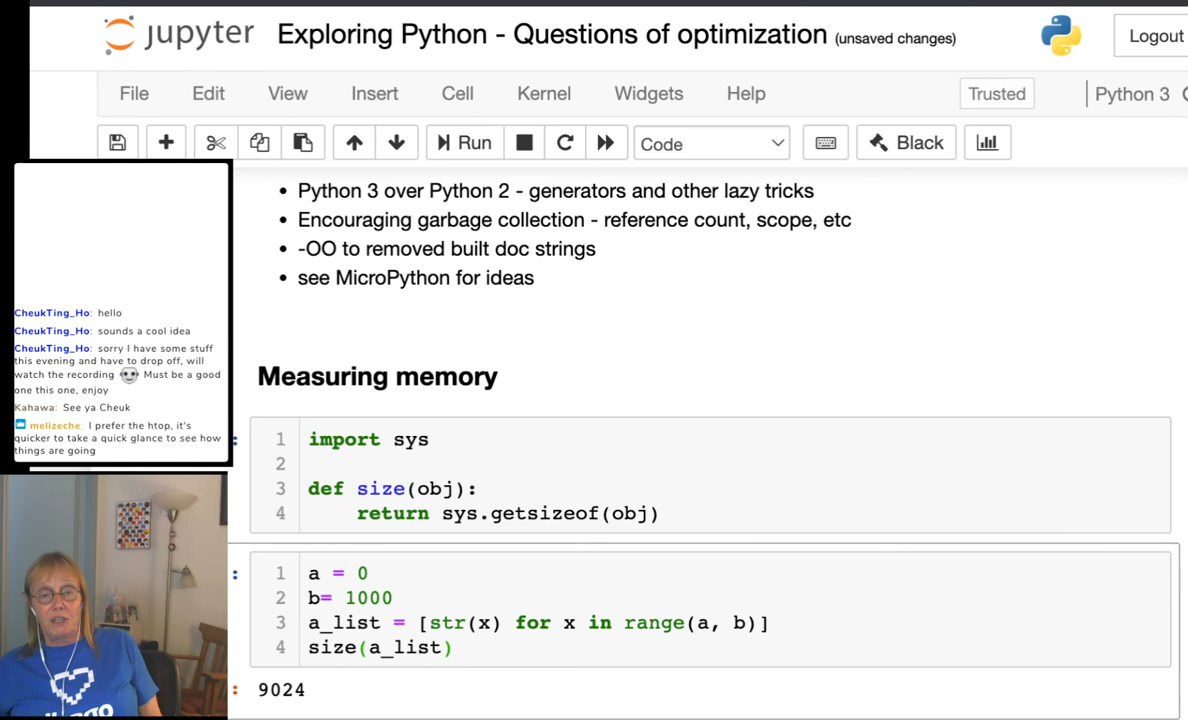 jupyter Exploring Python - Questions of optimization (unsaved changes)
Logout
File Edit View Insert Cell Kernel Widgets Help
Trusted
Python 3
Run
Code
Black
• Python 3 over Python 2 - generators and other lazy tricks
• Encouraging garbage collection - reference count, scope, etc
• -OO to removed built doc strings
• see MicroPython for ideas
CheukTing_Ho: hello
CheukTing_Ho: sounds a cool idea
CheukTing_Ho: sorry I have some stuff
this evening and have to drop off, will
watch the recording Must be a good
one this one, enjoy
Kahawa: See ya Cheuk
melizeche: I prefer the htop, it's
quicker to take a quick glance to see how
things are going
Measuring memory
1 import sys
2
3 def size(obj):
4 return sys.getsizeof(obj)
1 a = 0
2 b= 1000
3 a_list = [str(x) for x in range(a, b)]
4 size(a_list)
9024